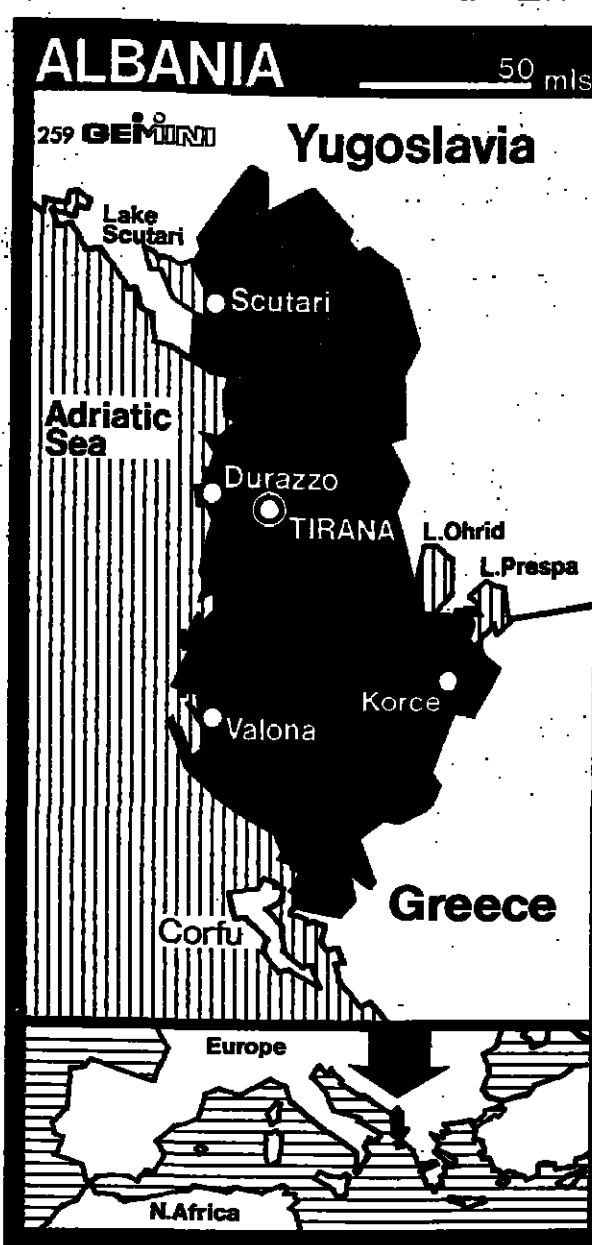 ALBANIA
50 mls
259 GEMINI
Yugoslavia
Lake
Scutari
Scutari
Adriatic
Sea
Durazzo
TIRANA
L.Ohrid
L.Prespa
Korce
Valona
Greece
Corfu
Europe
N.Africa